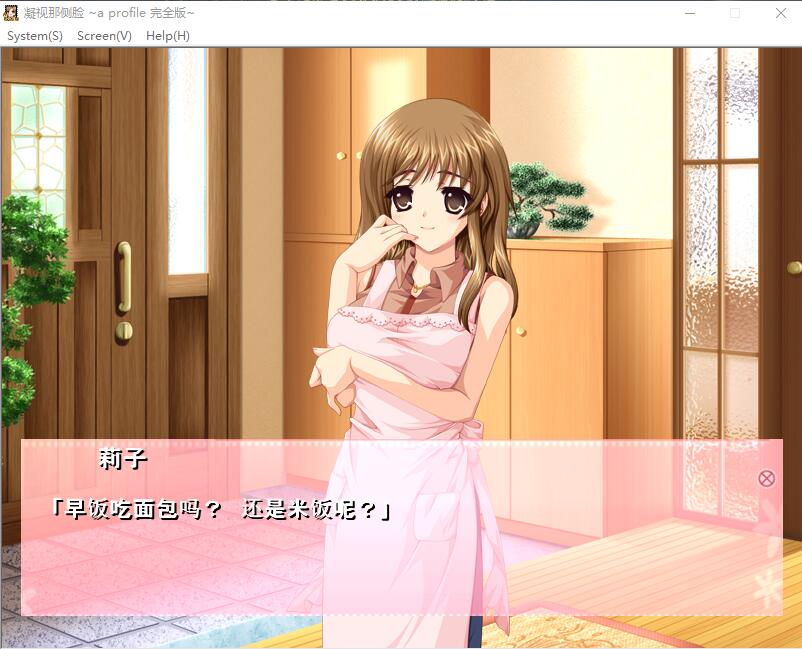 凝视那侧脸 ~a profile 完全版~
System(S) Screen(V) Help(H)
莉子
「早饭吃面包吗？ 还是米饭呢？」